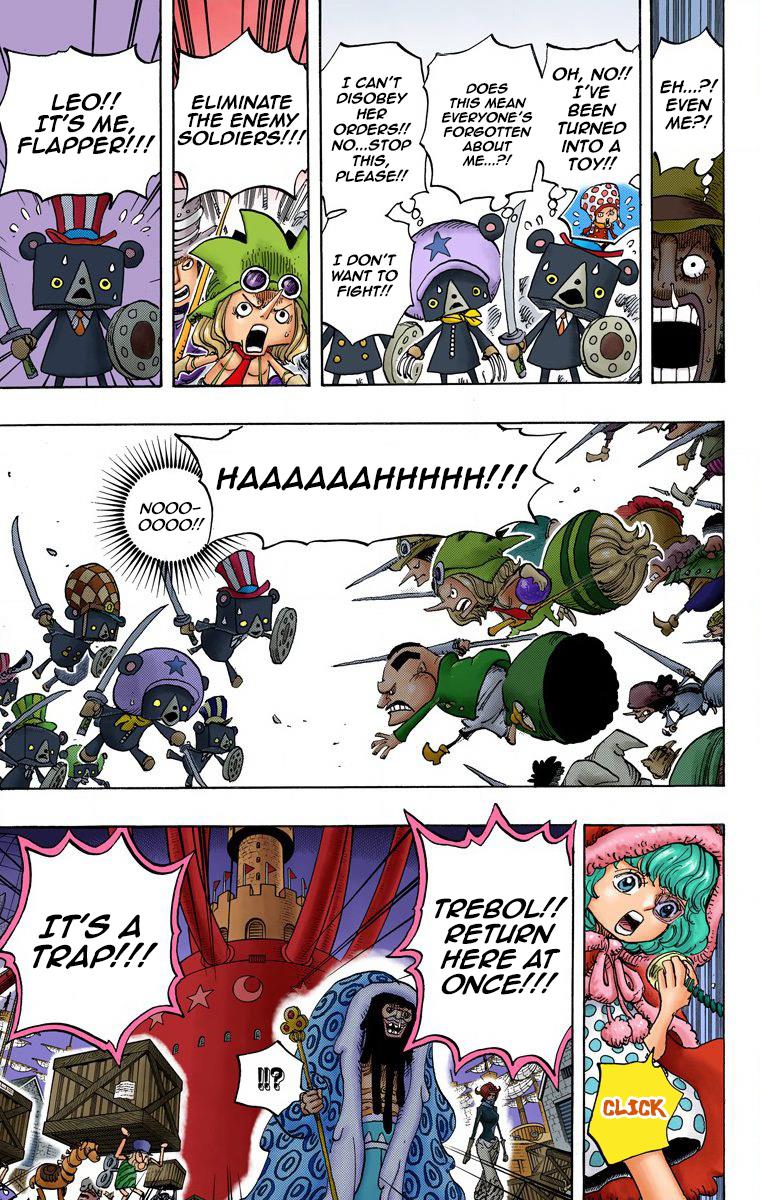 EH...?!
EVEN
ME?!
OH, NO!!
I'VE
BEEN
TURNED
INTO
A
TOY!!
DOES
THIS MEAN
EVERYONE'S
FORGOTTEN
ABOUT
ME...?!
I CAN'T
DISOBEY
HER
ORDERS!!
NO...STOP
THIS,
PLEASE!!
I DON'T
WANT TO
FIGHT!!
ELIMINATE
THE ENEMY
SOLDIERS!!!
LEO!!
IT'S ME,
FLAPPER!!!
HAAAAAAHHHHH!!!
NOOO-
OOOO!!
TREBOL!!
RETURN
HERE AT
ONCE!!!
CLICK
!!?
IT'S A
TRAP!!!